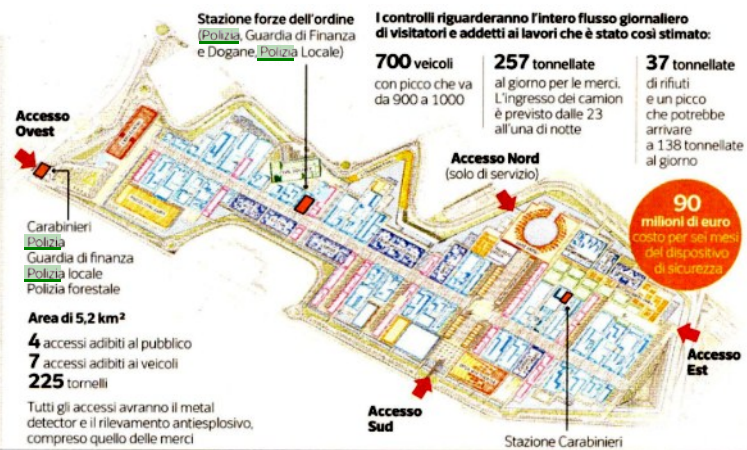 Stazione forze dell'ordine
(Polizia, Guardia di Finanza
e Dogane, Polizia Locale)
I controlli riguarderanno l'intero flusso giornaliero
di visitatori e addetti ai lavori che è stato così stimato:
700 veicoli
con picco che va
da 900 a 1000
257 tonnellate
al giorno per le merci.
L'ingresso dei camion
è previsto dalle 23
all'una di notte
37 tonnellate
di rifiuti
e un picco
che potrebbe
arrivare
a 138 tonnellate
al giorno
Accesso
Ovest
Accesso Nord
(solo di servizio)
90
milioni di euro
costo per sei mesi
del dispositivo
di sicurezza
Carabinieri
Polizia
Guardia di finanza
Polizia locale
Polizia forestale
Area di 5,2 km²
4 accessi adibiti al pubblico
7 accessi adibiti ai veicoli
225 tornelli
Tutti gli accessi avranno il metal
detector e il rilevamento antiesplosivo,
compreso quello delle merci
Accesso
Sud
Accesso
Est
Stazione Carabinieri